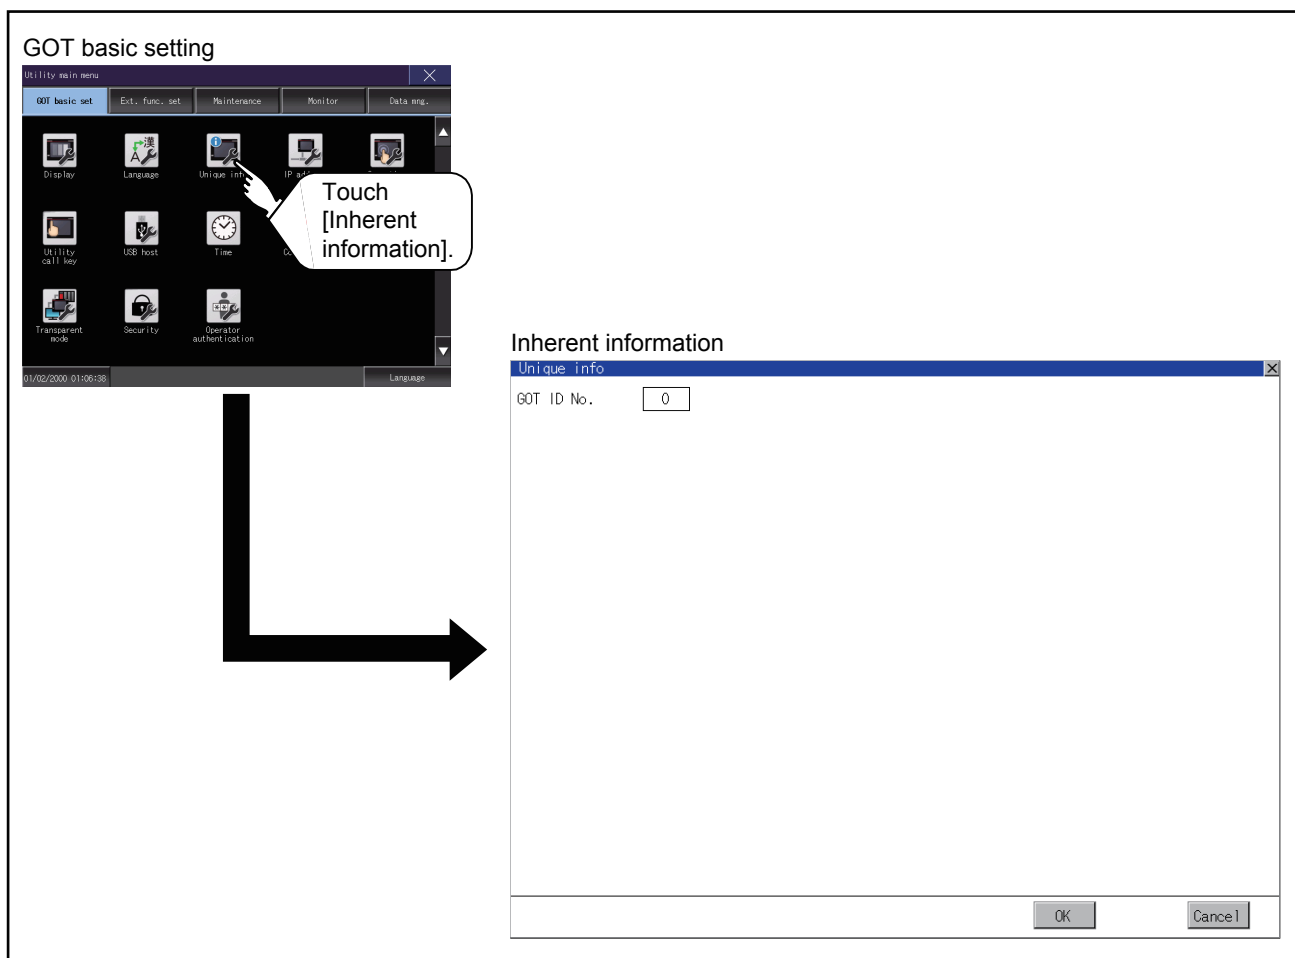 GOT basic setting
Utility main menu
GOT basic set Ext. func. set Maintenance Monitor Data mng.
Display Language Unique inf IP ad
Touch
[Inherent
information].
Utility
call key
USB host Time
Transparent
mode
Security Operator
authentication
01/02/2000 01:06:38 Language
Inherent information
Unique info
GOT ID No. 0
OK Cancel